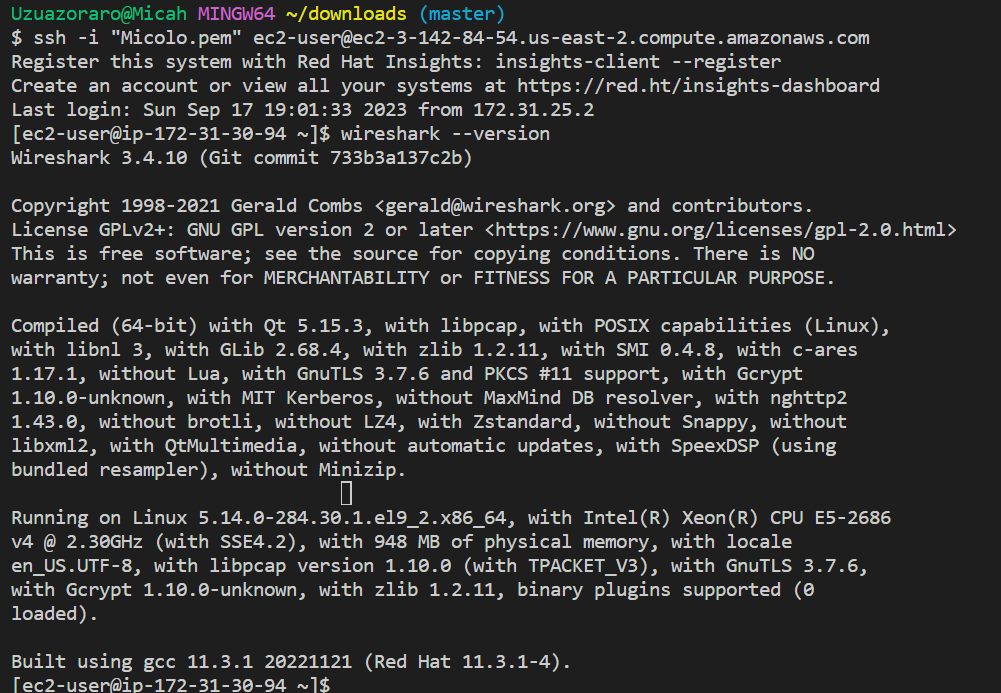 Uzuazoraro@Micah MINGW64 ~/downloads (master)
$ ssh -i "Micolo.pem" ec2-user@ec2-3-142-84-54.us-east-2.compute.amazonaws.com
Register this system with Red Hat Insights: insights-client --register
Create an account or view all your systems at https://red.ht/insights-dashboard
Last login: Sun Sep 17 19:01:33 2023 from 172.31.25.2
[ec2-user@ip-172-31-30-94 ~]$ wireshark --version
Wireshark 3.4.10 (Git commit 733b3a137c2b)

Copyright 1998-2021 Gerald Combs <gerald@wireshark.org> and contributors.
License GPLv2+: GNU GPL version 2 or later <https://www.gnu.org/licenses/gpl-2.0.html>
This is free software; see the source for copying conditions. There is NO
warranty; not even for MERCHANTABILITY or FITNESS FOR A PARTICULAR PURPOSE.

Compiled (64-bit) with Qt 5.15.3, with libpcap, with POSIX capabilities (Linux),
with libnl 3, with GLib 2.68.4, with zlib 1.2.11, with SMI 0.4.8, with c-ares
1.17.1, without Lua, with GnuTLS 3.7.6 and PKCS #11 support, with Gcrypt
1.10.0-unknown, with MIT Kerberos, without MaxMind DB resolver, with nghttp2
1.43.0, without brotli, without LZ4, with Zstandard, without Snappy, without
libxml2, with QtMultimedia, without automatic updates, with SpeexDSP (using
bundled resampler), without Minizip.

Running on Linux 5.14.0-284.30.1.el9_2.x86_64, with Intel(R) Xeon(R) CPU E5-2686
v4 @ 2.30GHz (with SSE4.2), with 948 MB of physical memory, with locale
en_US.UTF-8, with libpcap version 1.10.0 (with TPACKET_V3), with GnuTLS 3.7.6,
with Gcrypt 1.10.0-unknown, with zlib 1.2.11, binary plugins supported (0
loaded).

Built using gcc 11.3.1 20221121 (Red Hat 11.3.1-4).
[ec2-user@ip-172-31-30-94 ~]$